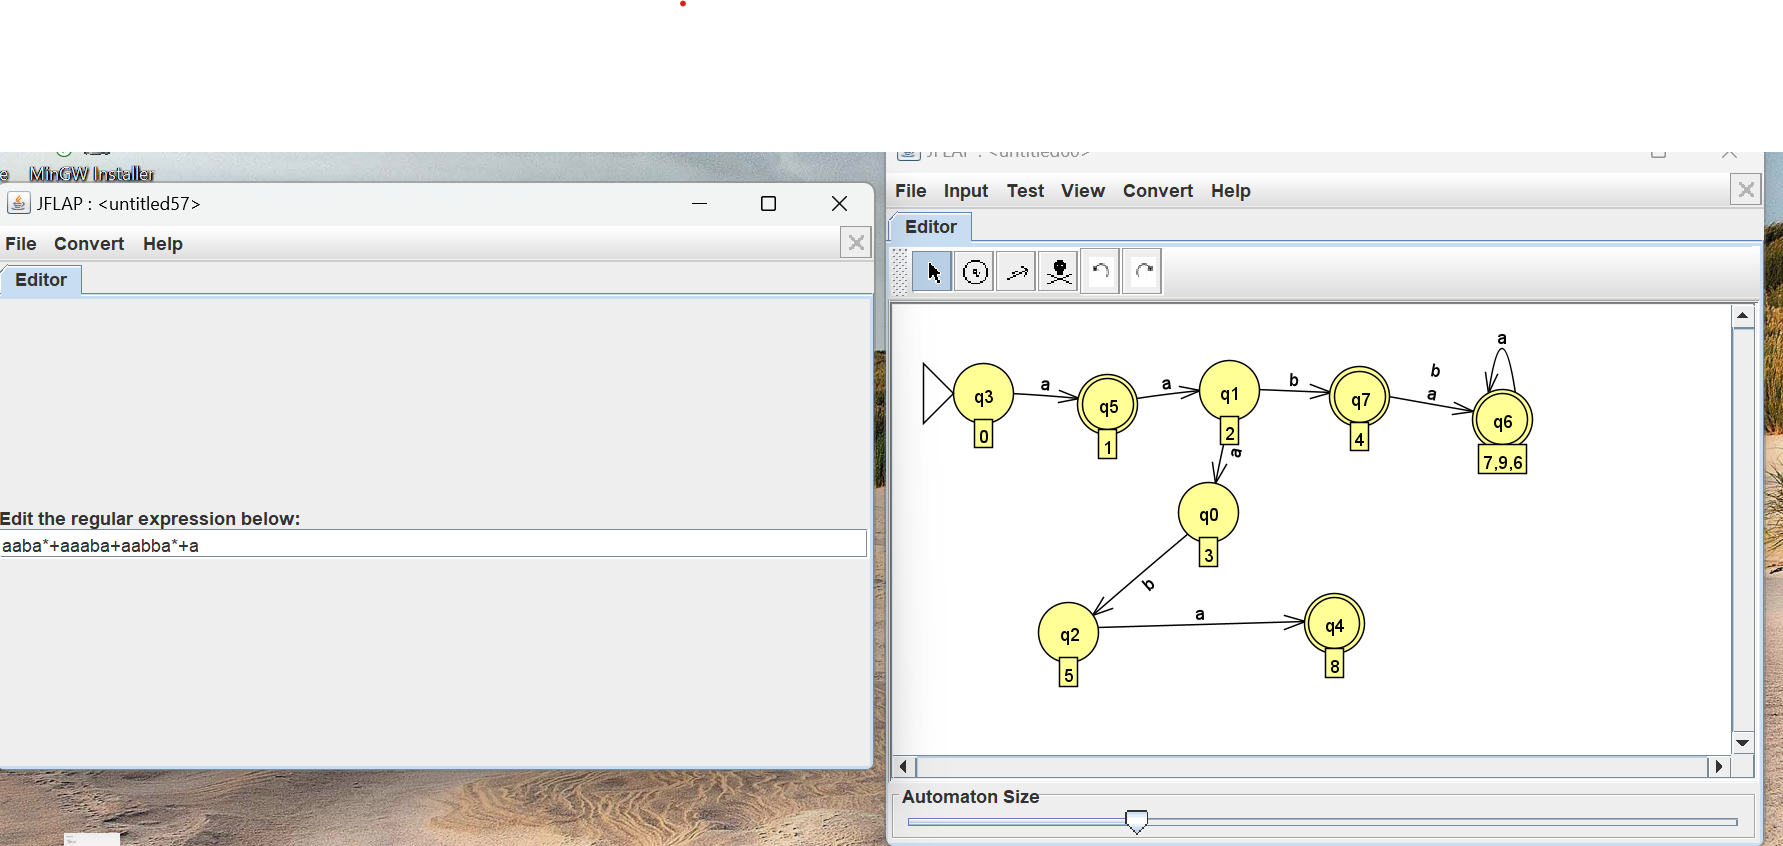 MinGW Installer
JFLAP : <untitled57>
File Convert Help
Editor
Edit the regular expression below:
aaba*+aaaba+aabba*+a
JFLAP : <untitled60>
File Input Test View Convert Help
Editor
a
b
q3 a q5 a q1 b q7 a q6
0 1 2 4 7,9,6
a
q0
3
b
q2 a q4
5 8
Automaton Size